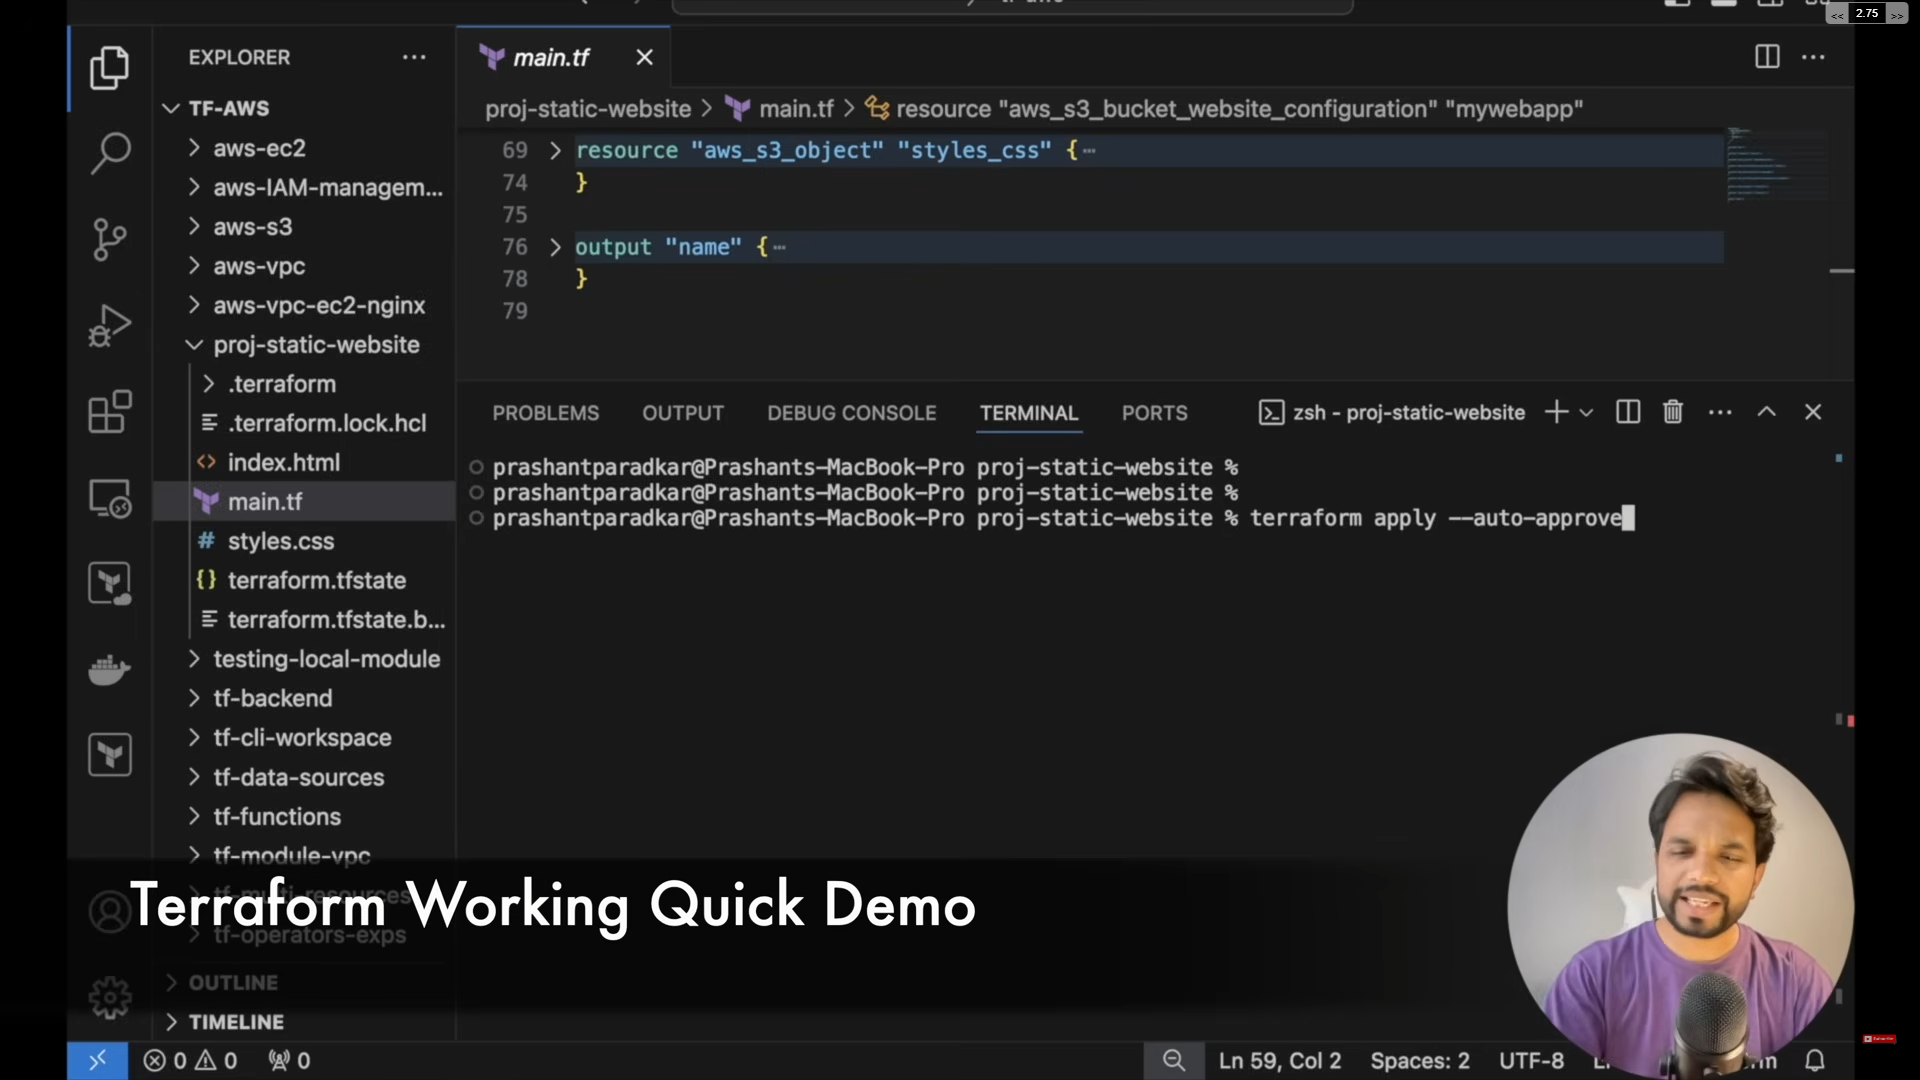 << 2.75 >>
EXPLORER
main.tf
TF-AWS
proj-static-website > main.tf > resource "aws_s3_bucket_website_configuration" "mywebapp"
aws-ec2
aws-IAM-managem...
aws-s3
aws-vpc
aws-vpc-ec2-nginx
proj-static-website
.terraform
.terraform.lock.hcl
index.html
main.tf
styles.css
terraform.tfstate
terraform.tfstate.b...
testing-local-module
tf-backend
tf-cli-workspace
tf-data-sources
tf-functions
tf-module-vpc
tf-multi-resources
tf-operators-exps
OUTLINE
TIMELINE
69 resource "aws_s3_object" "styles_css" {
74 }
75
76 output "name" {
78 }
79
PROBLEMS OUTPUT DEBUG CONSOLE TERMINAL PORTS zsh - proj-static-website
prashantparadkar@Prashants-MacBook-Pro proj-static-website %
prashantparadkar@Prashants-MacBook-Pro proj-static-website %
prashantparadkar@Prashants-MacBook-Pro proj-static-website % terraform apply --auto-approve
Terraform Working Quick Demo
0 0 0 Ln 59, Col 2 Spaces: 2 UTF-8